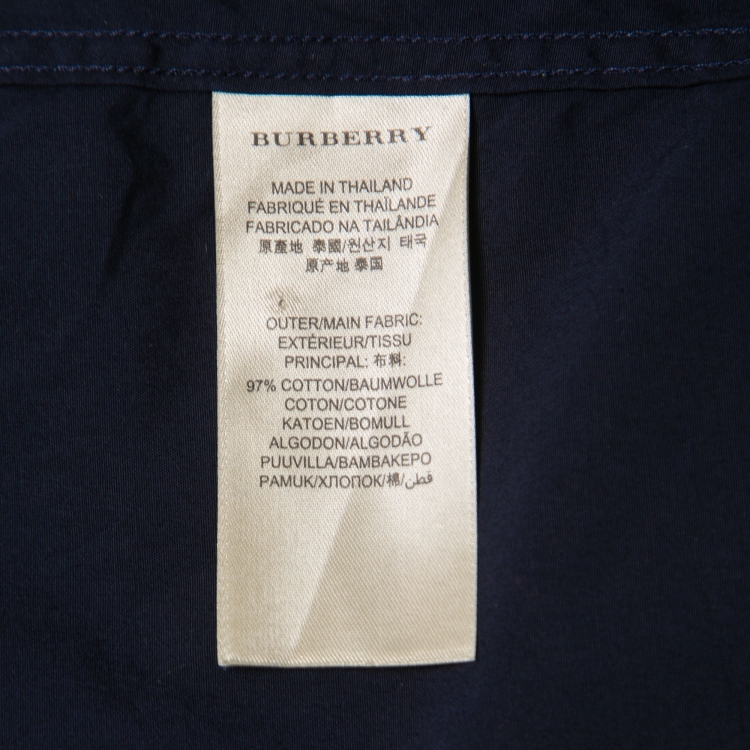 BURBERRY
MADE IN THAILAND
FABRIQUÉ EN THAÏLANDE
FABRICADO NA TAILÂNDIA
原產地 泰國/원산지 태국
原产地 泰国
OUTER/MAIN FABRIC:
EXTÉRIEUR/TISSU
PRINCIPAL: 布料:
97% COTTON/BAUMWOLLE
COTON/COTONE
KATOEN/BOMULL
ALGODON/ALGODÃO
PUUVILLA/BAMBAKEPO
PAMUK/ХЛОПОК/棉/قطن